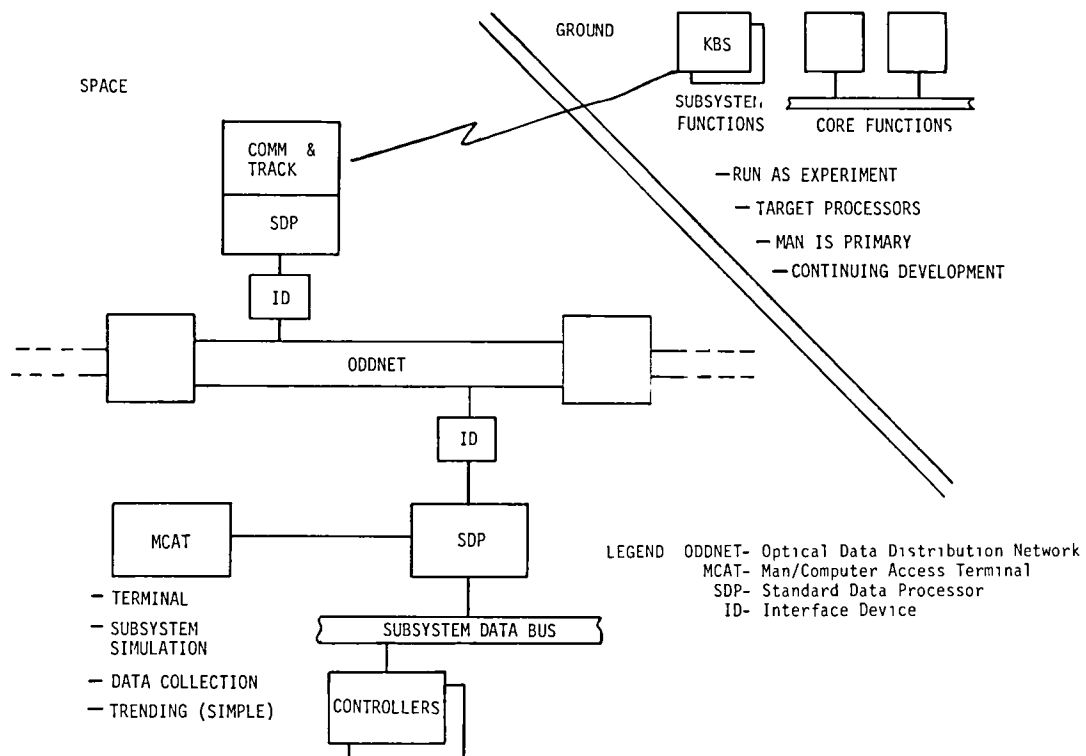 GROUND
KBS
SPACE
SUBSYSTEM
FUNCTIONS
CORE FUNCTIONS
COMM &
TRACK
SDP
— RUN AS EXPERIMENT
— TARGET PROCESSORS
— MAN IS PRIMARY
— CONTINUING DEVELOPMENT
ID
ODDNET
ID
MCAT
SDP
LEGEND ODDNET- Optical Data Distribution Network
MCAT- Man/Computer Access Terminal
SDP- Standard Data Processor
ID- Interface Device
— TERMINAL
— SUBSYSTEM
SIMULATION
— DATA COLLECTION
— TRENDING (SIMPLE)
SUBSYSTEM DATA BUS
CONTROLLERS